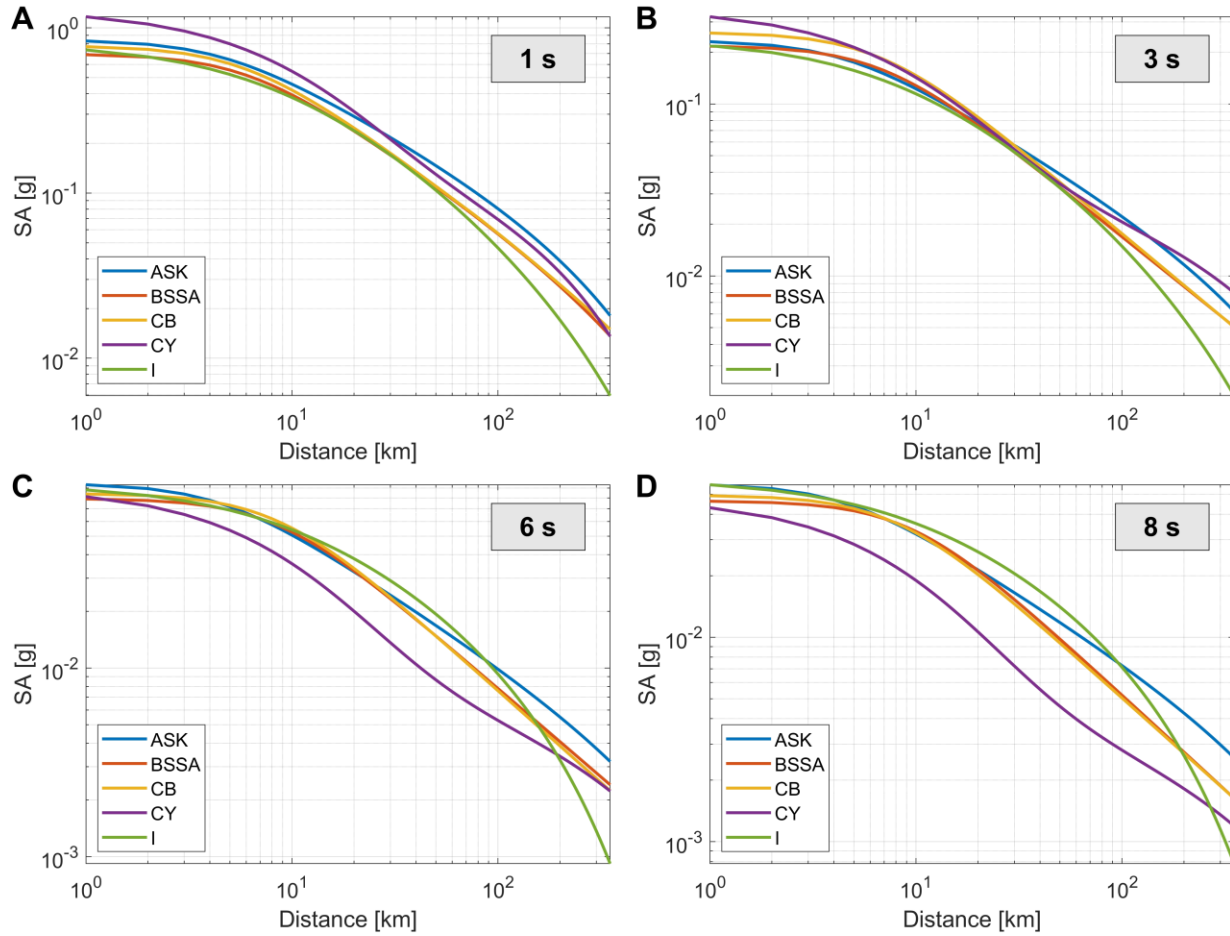 A
1 s
SA [g]
10^0
10^-1
10^-2
ASK
BSSA
CB
CY
I
10^0
10^1
10^2
Distance [km]
B
3 s
SA [g]
10^-1
10^-2
ASK
BSSA
CB
CY
I
10^0
10^1
10^2
Distance [km]
C
6 s
SA [g]
10^-2
10^-3
ASK
BSSA
CB
CY
I
10^0
10^1
10^2
Distance [km]
D
8 s
SA [g]
10^-2
10^-3
ASK
BSSA
CB
CY
I
10^0
10^1
10^2
Distance [km]